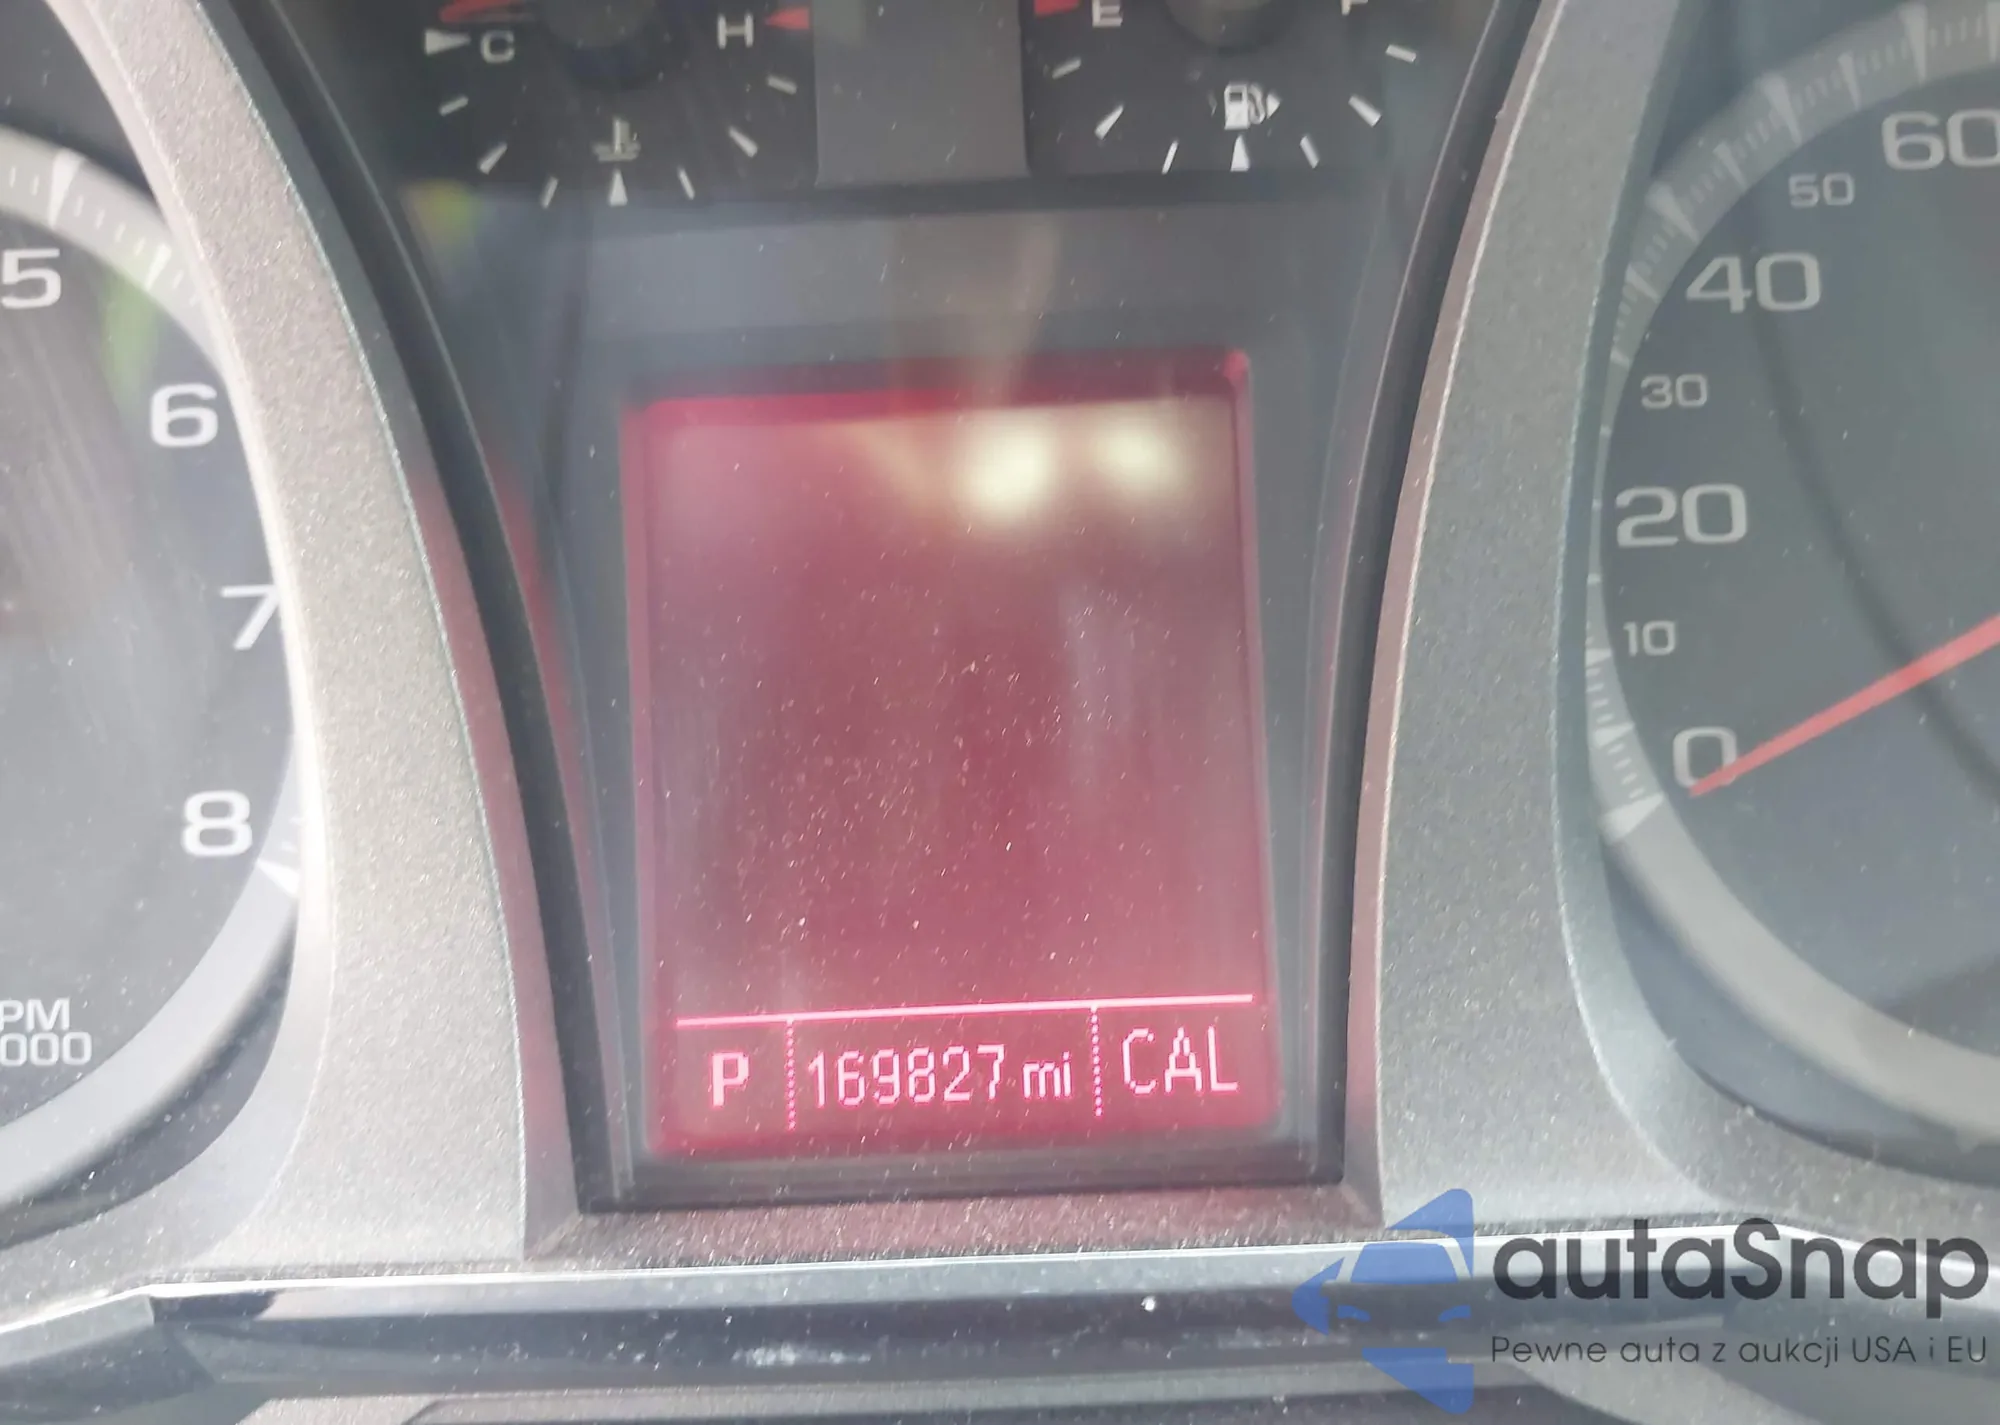 C H E F
60
50
5 40
6 30
20
7 10
0
8
PM
000
P 169827 mi CAL
autaSnap
Pewne auta z aukcji USA i EU